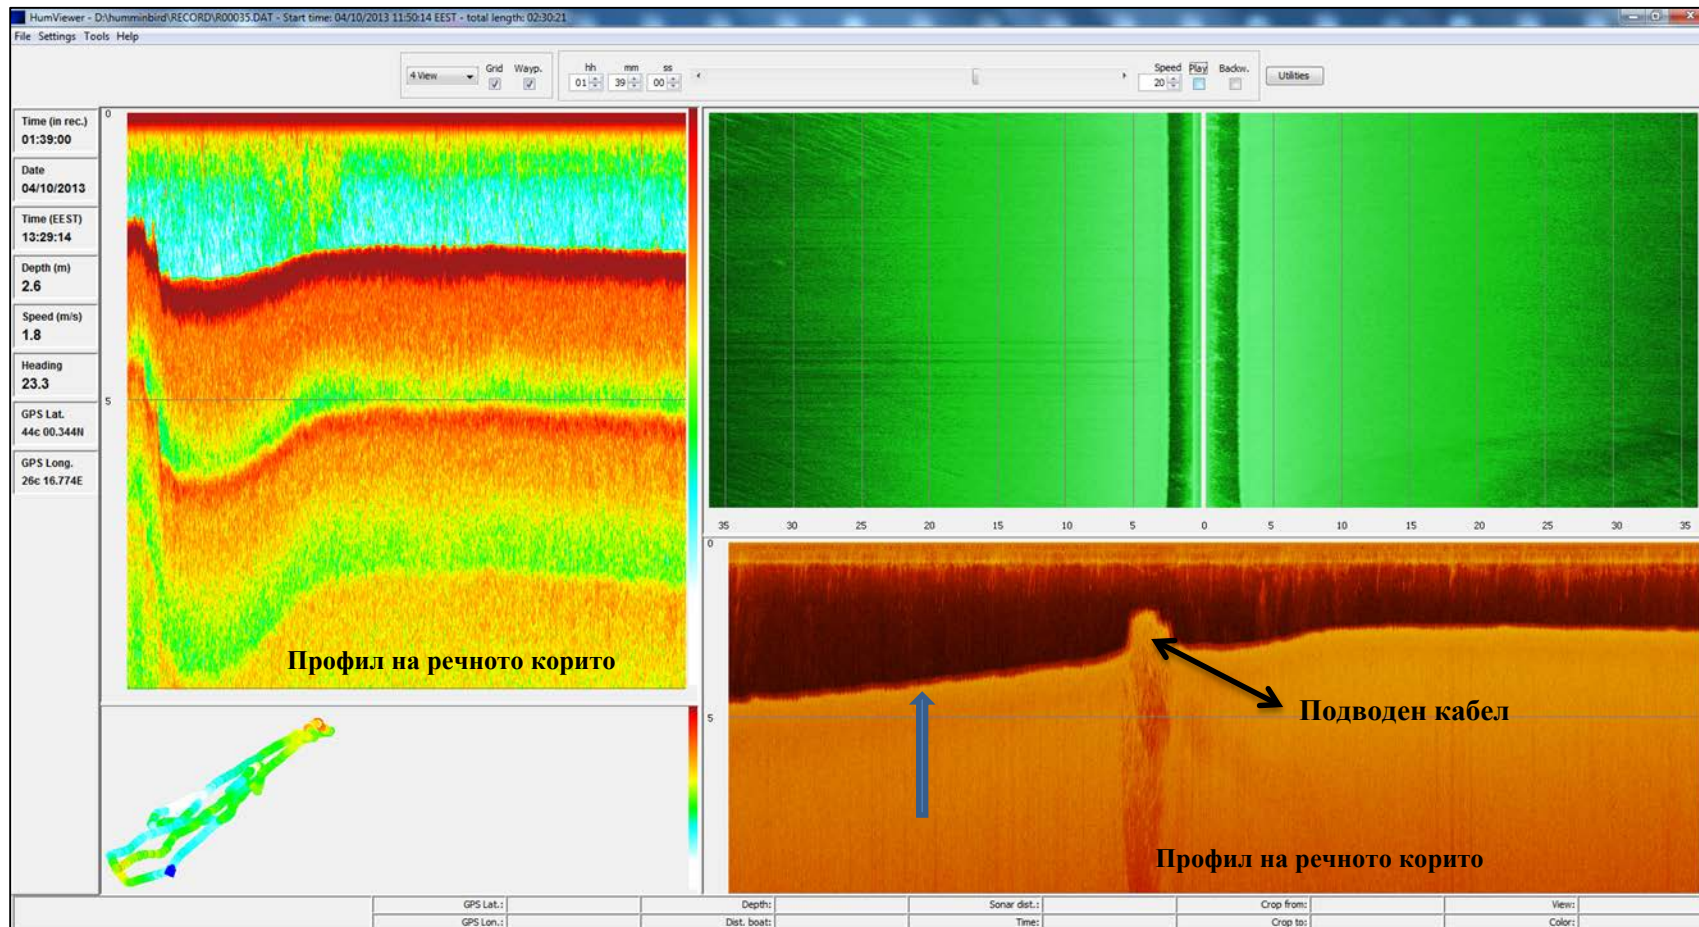 HumViewer - D:\humminbird\RECORD\R00035.DAT - Start time: 04/10/2013 11:50:14 EEST - total length: 02:30:21
File Settings Tools Help
4 View Grid Wayp. hh mm ss Speed Play Backw. Utilities
01 39 00 20
Time (in rec.)
01:39:00
Date
04/10/2013
Time (EEST)
13:29:14
Depth (m)
2.6
Speed (m/s)
1.8
Heading
23.3
GPS Lat.
44c 00.344N
GPS Long.
26c 16.774E
0
5
Профил на речното корито
35 30 25 20 15 10 5 0 5 10 15 20 25 30 35
0
5
Подводен кабел
Профил на речното корито
GPS Lat.: Depth: Sonar dist.: Crop from: View:
GPS Lon.: Dist. boat: Time: Crop to: Color: